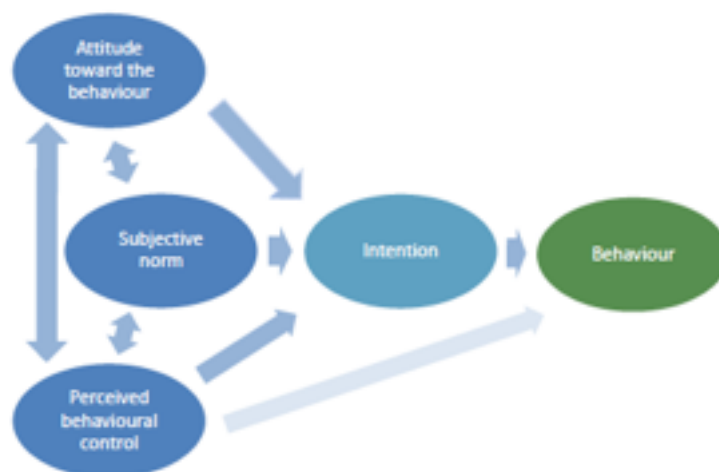 Attitude
toward the
behaviour
Subjective
norm
Intention
Behaviour
Perceived
behavioural
control